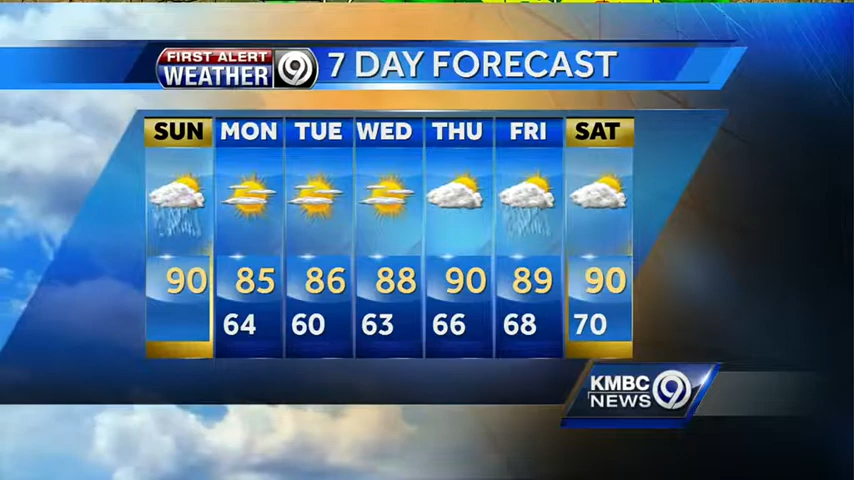 FIRST ALERT
WEATHER 9
7 DAY FORECAST
SUN MON TUE WED THU FRI SAT
90 85 86 88 90 89 90
64 60 63 66 68 70
KMBC
NEWS 9